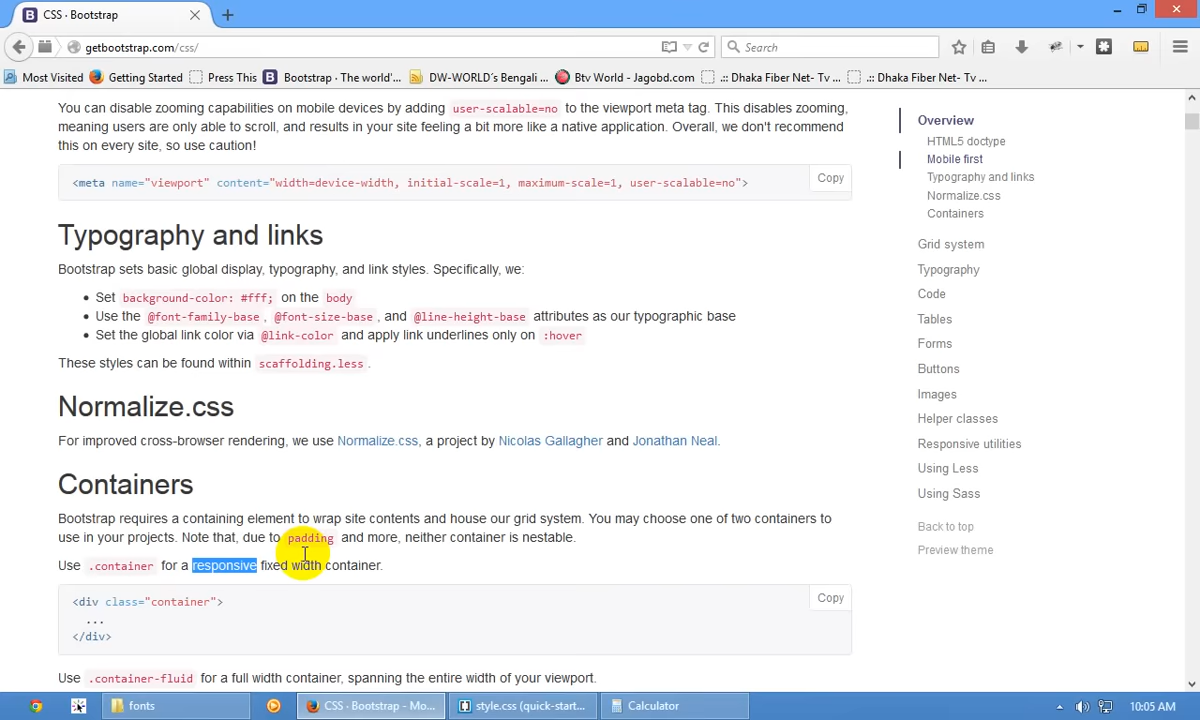 CSS · Bootstrap
getbootstrap.com/css/
Search
Most Visited
Getting Started
Press This
Bootstrap · The world'...
DW-WORLD´s Bengali ...
Btv World - Jagobd.com
.:: Dhaka Fiber Net- Tv ...
.:: Dhaka Fiber Net- Tv ...
You can disable zooming capabilities on mobile devices by adding user-scalable=no to the viewport meta tag. This disables zooming,
meaning users are only able to scroll, and results in your site feeling a bit more like a native application. Overall, we don't recommend
this on every site, so use caution!
<meta name="viewport" content="width=device-width, initial-scale=1, maximum-scale=1, user-scalable=no">
Copy
Typography and links
Bootstrap sets basic global display, typography, and link styles. Specifically, we:
• Set background-color: #fff; on the body
• Use the @font-family-base, @font-size-base, and @line-height-base attributes as our typographic base
• Set the global link color via @link-color and apply link underlines only on :hover
These styles can be found within scaffolding.less.
Normalize.css
For improved cross-browser rendering, we use Normalize.css, a project by Nicolas Gallagher and Jonathan Neal.
Containers
Bootstrap requires a containing element to wrap site contents and house our grid system. You may choose one of two containers to
use in your projects. Note that, due to padding and more, neither container is nestable.
Use .container for a responsive fixed width container.
<div class="container">
...
</div>
Copy
Use .container-fluid for a full width container, spanning the entire width of your viewport.
Overview
HTML5 doctype
Mobile first
Typography and links
Normalize.css
Containers
Grid system
Typography
Code
Tables
Forms
Buttons
Images
Helper classes
Responsive utilities
Using Less
Using Sass
Back to top
Preview theme
fonts
CSS · Bootstrap - Mo...
style.css (quick-start...
Calculator
10:05 AM